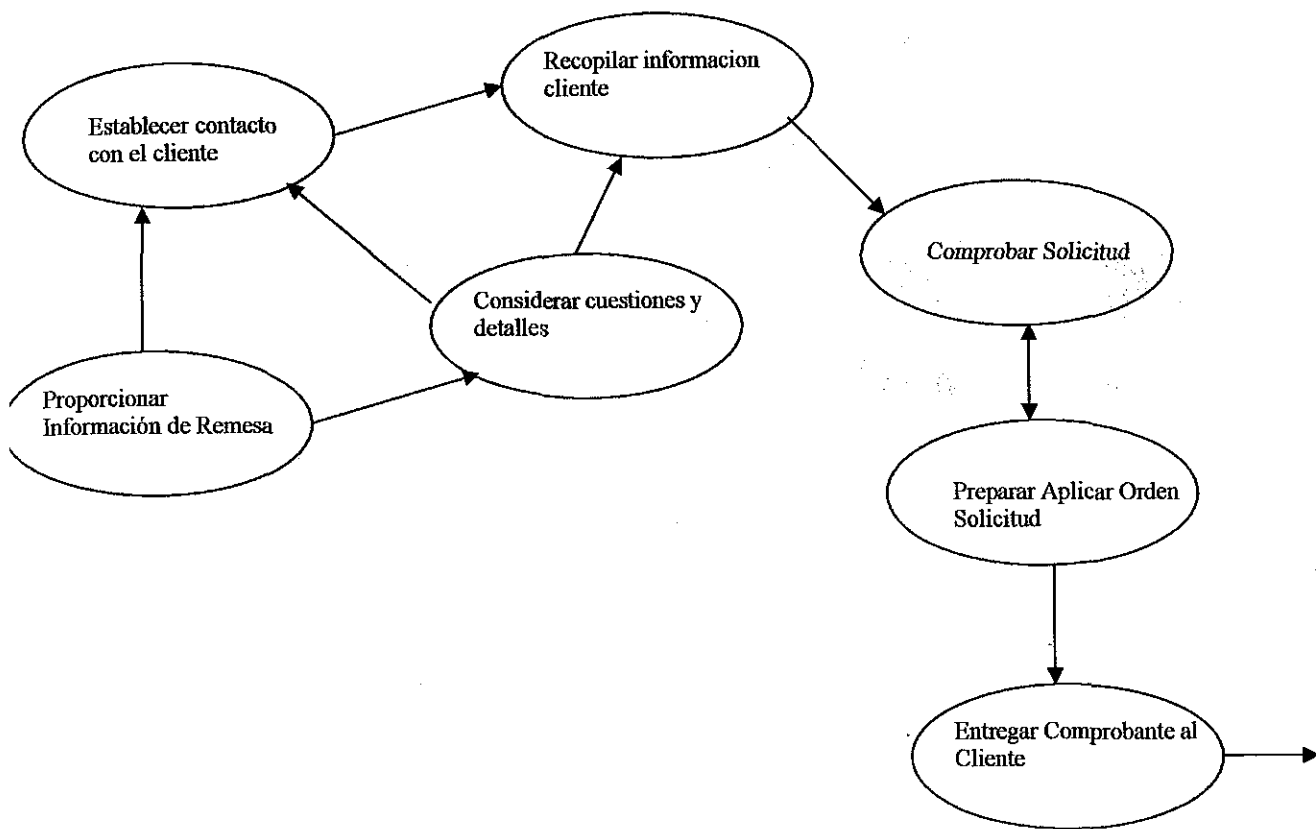 Recopilar informacion
cliente
Establecer contacto
con el cliente
Comprobar Solicitud
Considerar cuestiones y
detalles
Proporcionar
Información de Remesa
Preparar Aplicar Orden
Solicitud
Entregar Comprobante al
Cliente